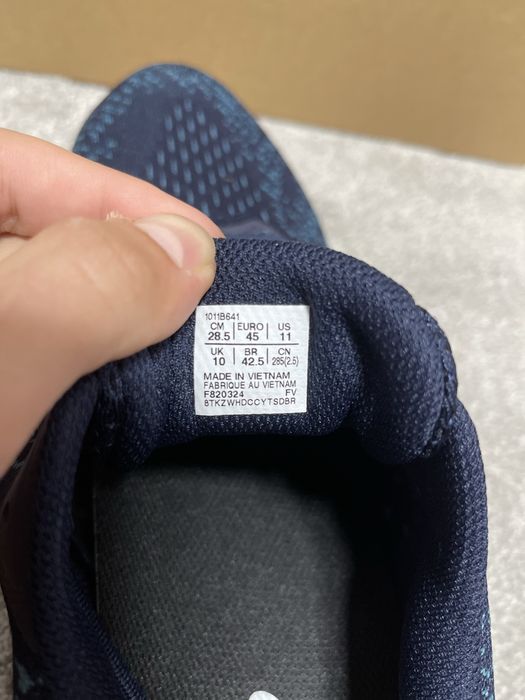 1011B641
CM EURO US
28.5 45 11
UK BR CN
10 42.5 285(2.5)
MADE IN VIETNAM
FABRIQUE AU VIETNAM
F820324 FV
8TKZWHDCCYTSDBR